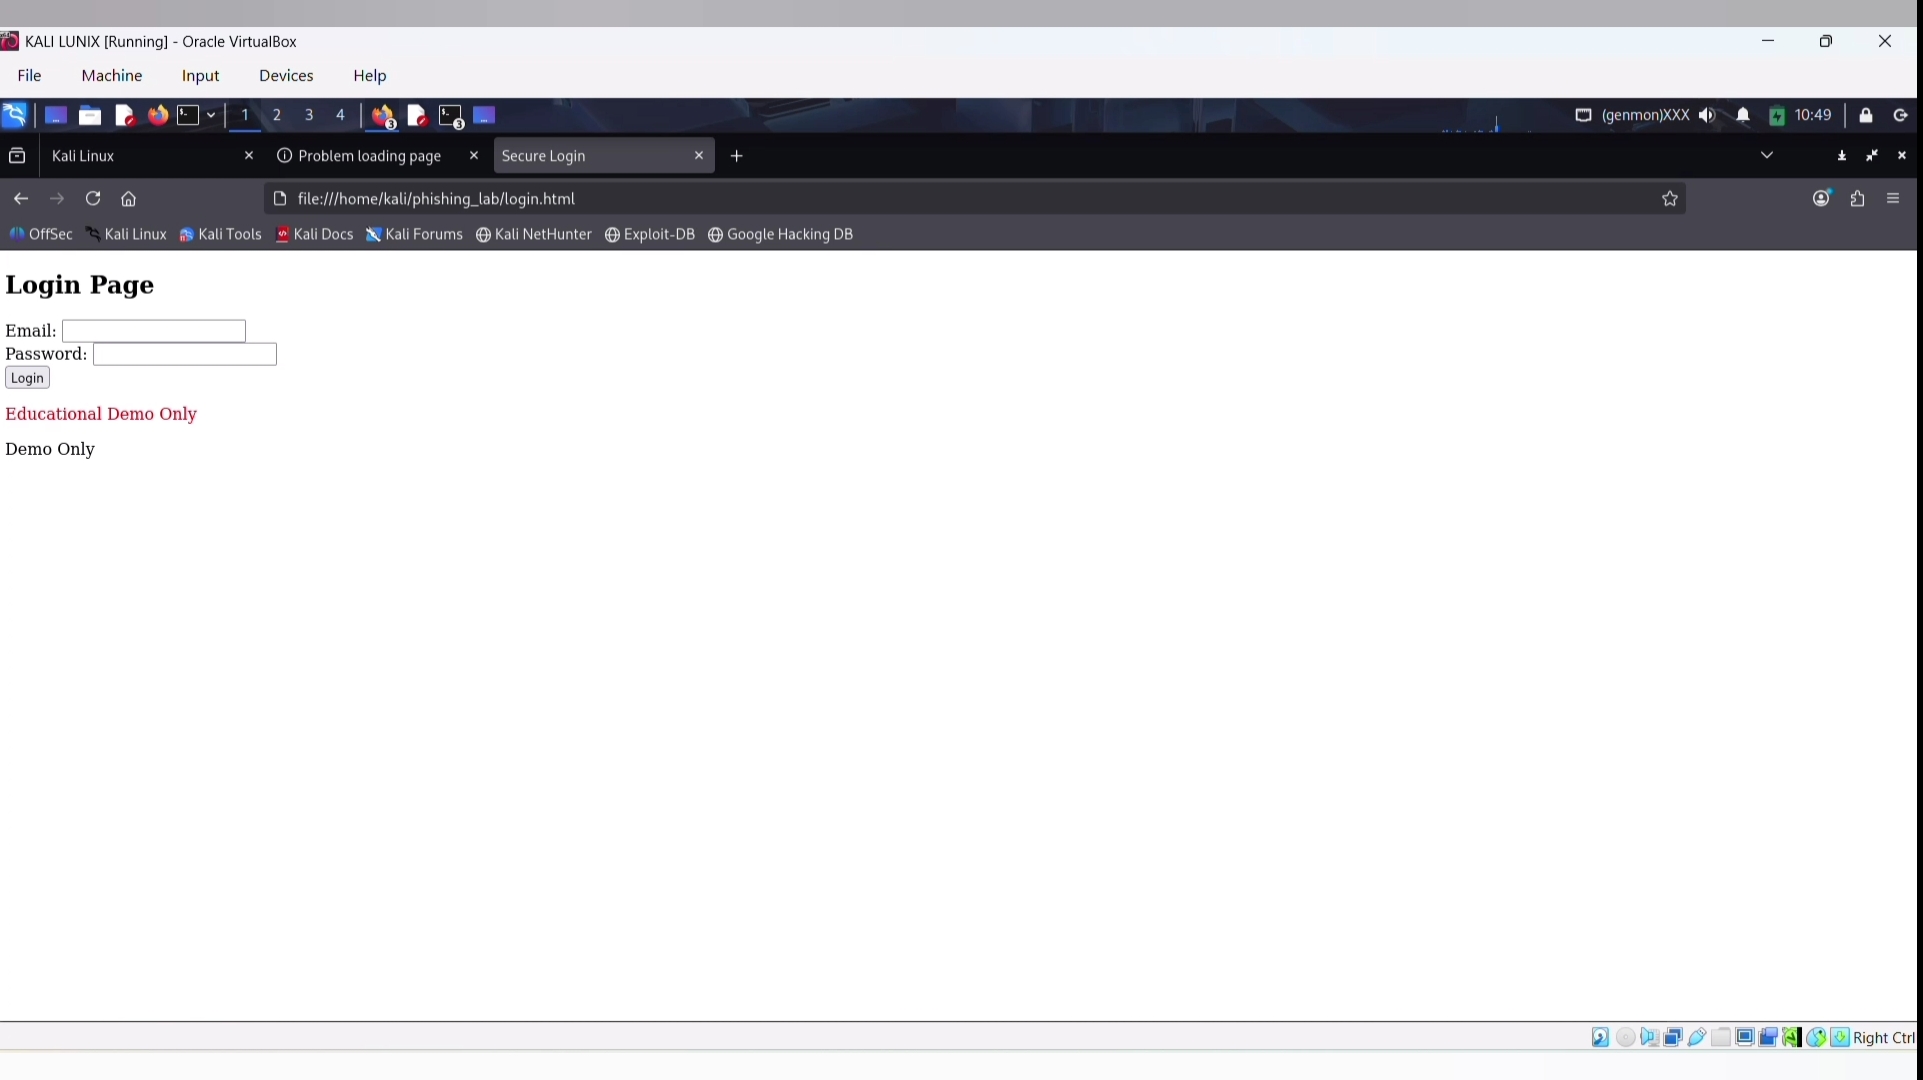 KALI LUNIX [Running] - Oracle VirtualBox
File Machine Input Devices Help
1 2 3 4 3 3 (genmon)XXX 10:49
Kali Linux Problem loading page Secure Login
file:///home/kali/phishing_lab/login.html
OffSec Kali Linux Kali Tools Kali Docs Kali Forums Kali NetHunter Exploit-DB Google Hacking DB
Login Page
Email:
Password:
Login
Educational Demo Only
Demo Only
Right Ctrl